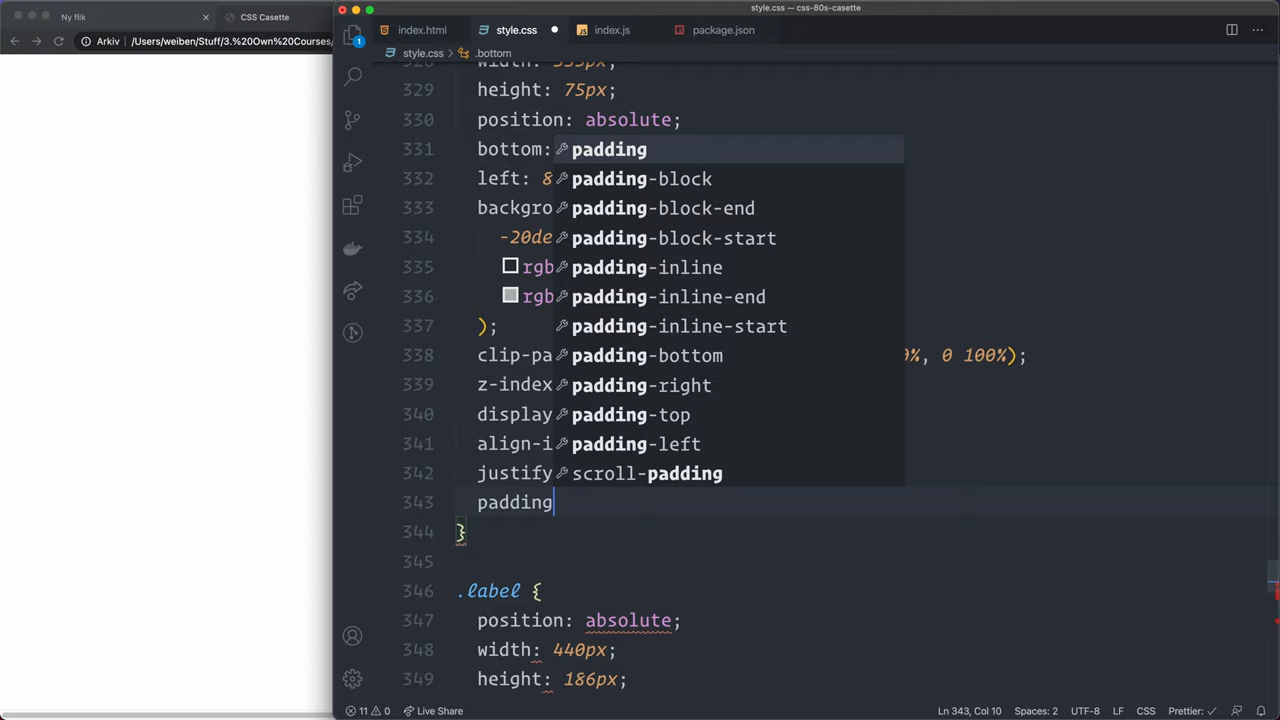 style.css — css-80s-casette
Ny flik
CSS Casette
index.html
style.css
index.js
package.json
Arkiv
/Users/weiben/Stuff/3.%20Own%20Courses/
style.css > .bottom
329 height: 75px;
330 position: absolute;
331 bottom:
padding
332 left: 8
padding-block
333 backgro
padding-block-end
334 -20de
padding-block-start
335 rgb
padding-inline
336 rgb
padding-inline-end
337 );
padding-inline-start
338 clip-pa
padding-bottom
0%, 0 100%);
339 z-index
padding-right
340 display
padding-top
341 align-i
padding-left
342 justify
scroll-padding
343 padding
344 }
345
346 .label {
347 position: absolute;
348 width: 440px;
349 height: 186px;
1
11 0
Live Share
Ln 343, Col 10
Spaces: 2
UTF-8
LF
CSS
Prettier: ✓